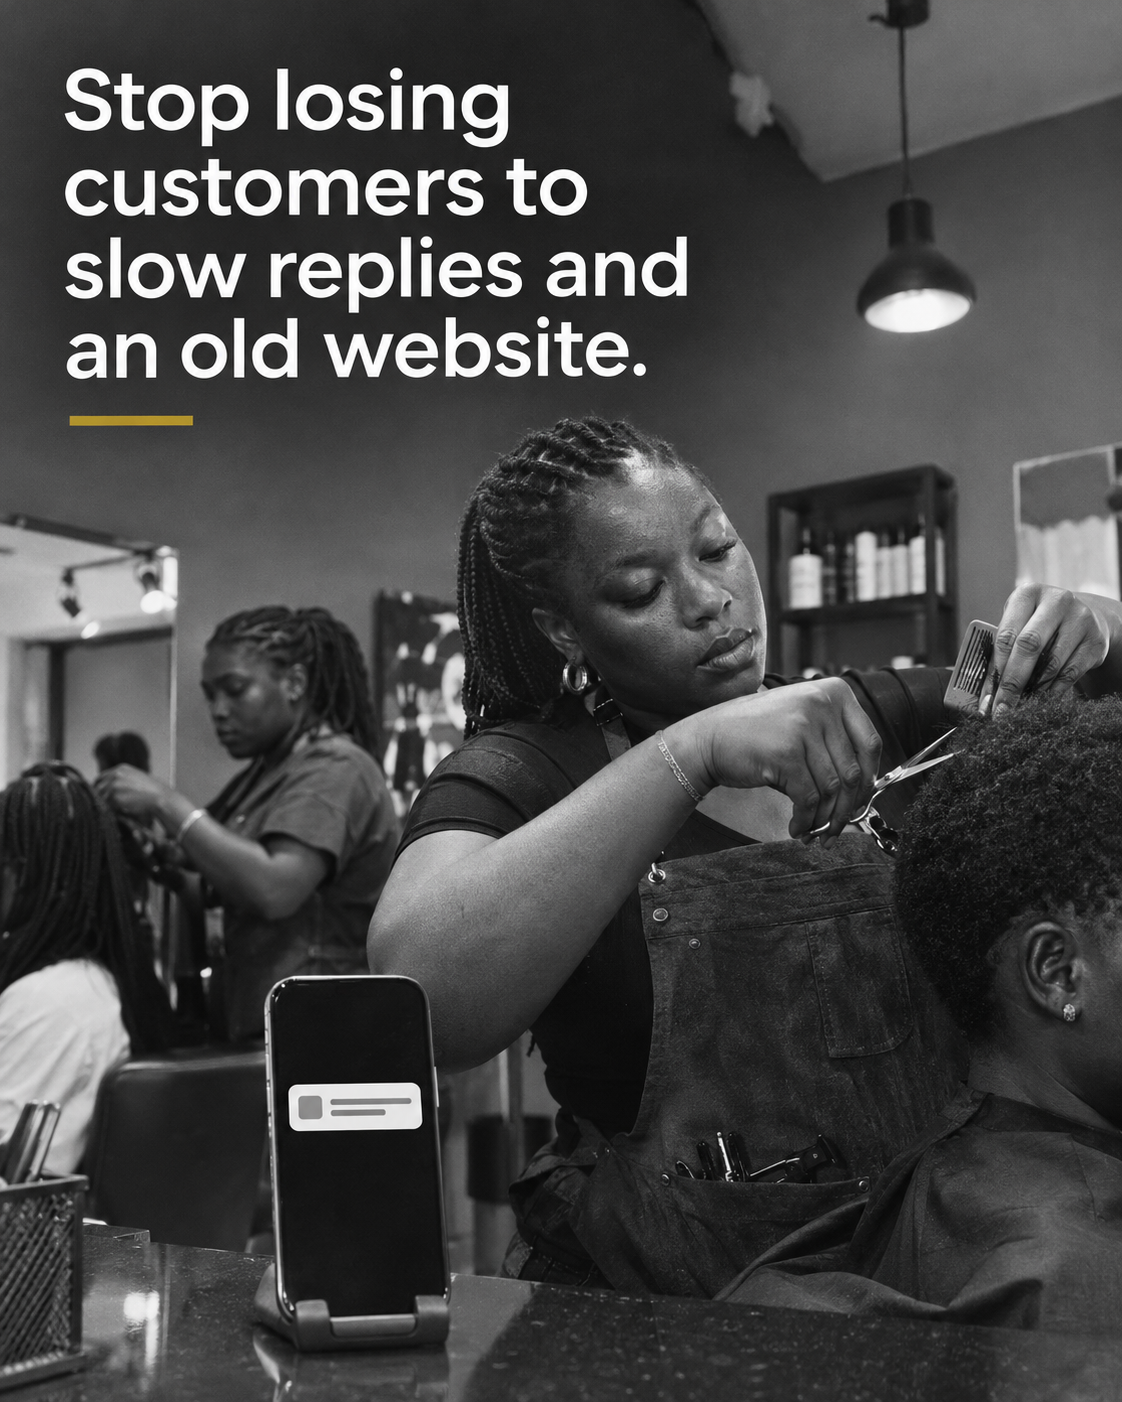 Stop losing
customers to
slow replies and
an old website.